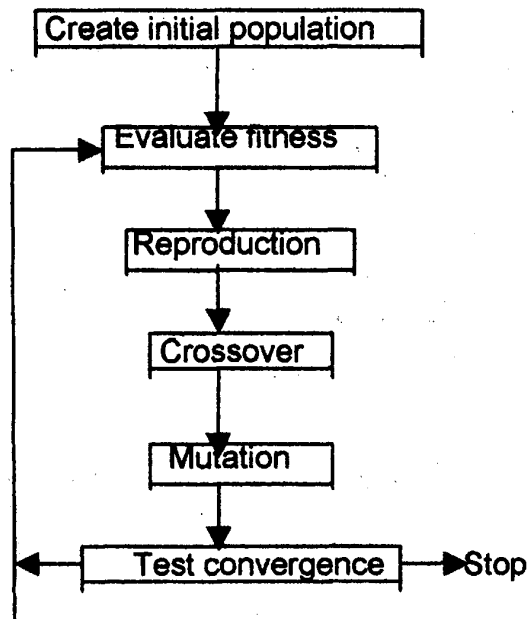 Create initial population
Evaluate fitness
Reproduction
Crossover
Mutation
Test convergence
Stop